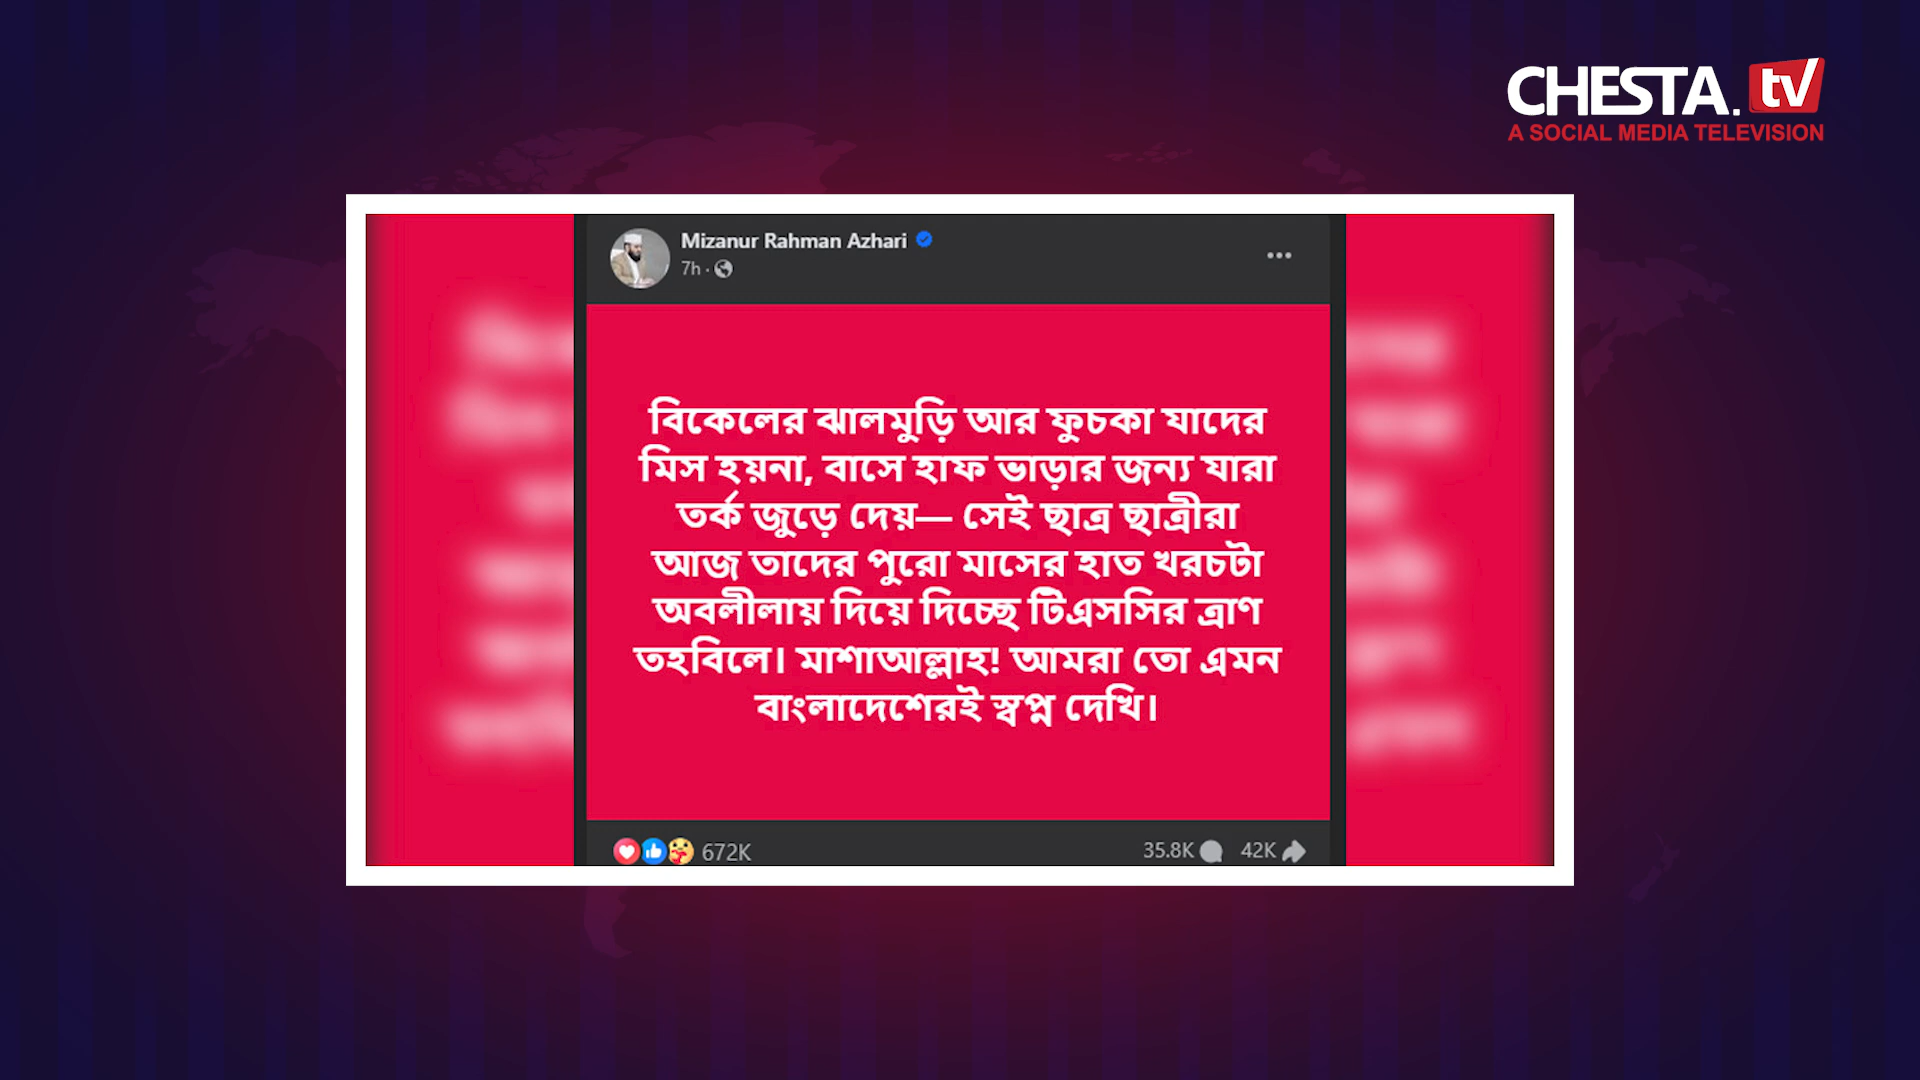 CHESTA.tv
A SOCIAL MEDIA TELEVISION
Mizanur Rahman Azhari
7h ·
বিকেলের ঝালমুড়ি আর ফুচকা যাদের
মিস হয়না, বাসে হাফ ভাড়ার জন্য যারা
তর্ক জুড়ে দেয়— সেই ছাত্র ছাত্রীরা
আজ তাদের পুরো মাসের হাত খরচটা
অবলীলায় দিয়ে দিচ্ছে টিএসসির ত্রাণ
তহবিলে। মাশাআল্লাহ! আমরা তো এমন
বাংলাদেশেরই স্বপ্ন দেখি।
672K 35.8K 42K